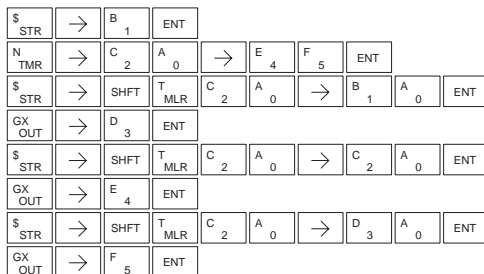 $ STR → B 1 ENT
N TMR → C 2 A 0 → E 4 F 5 ENT
$ STR → SHFT T MLR C 2 A 0 → B 1 A 0 ENT
GX OUT → D 3 ENT
$ STR → SHFT T MLR C 2 A 0 → C 2 A 0 ENT
GX OUT → E 4 ENT
$ STR → SHFT T MLR C 2 A 0 → D 3 A 0 ENT
GX OUT → F 5 ENT